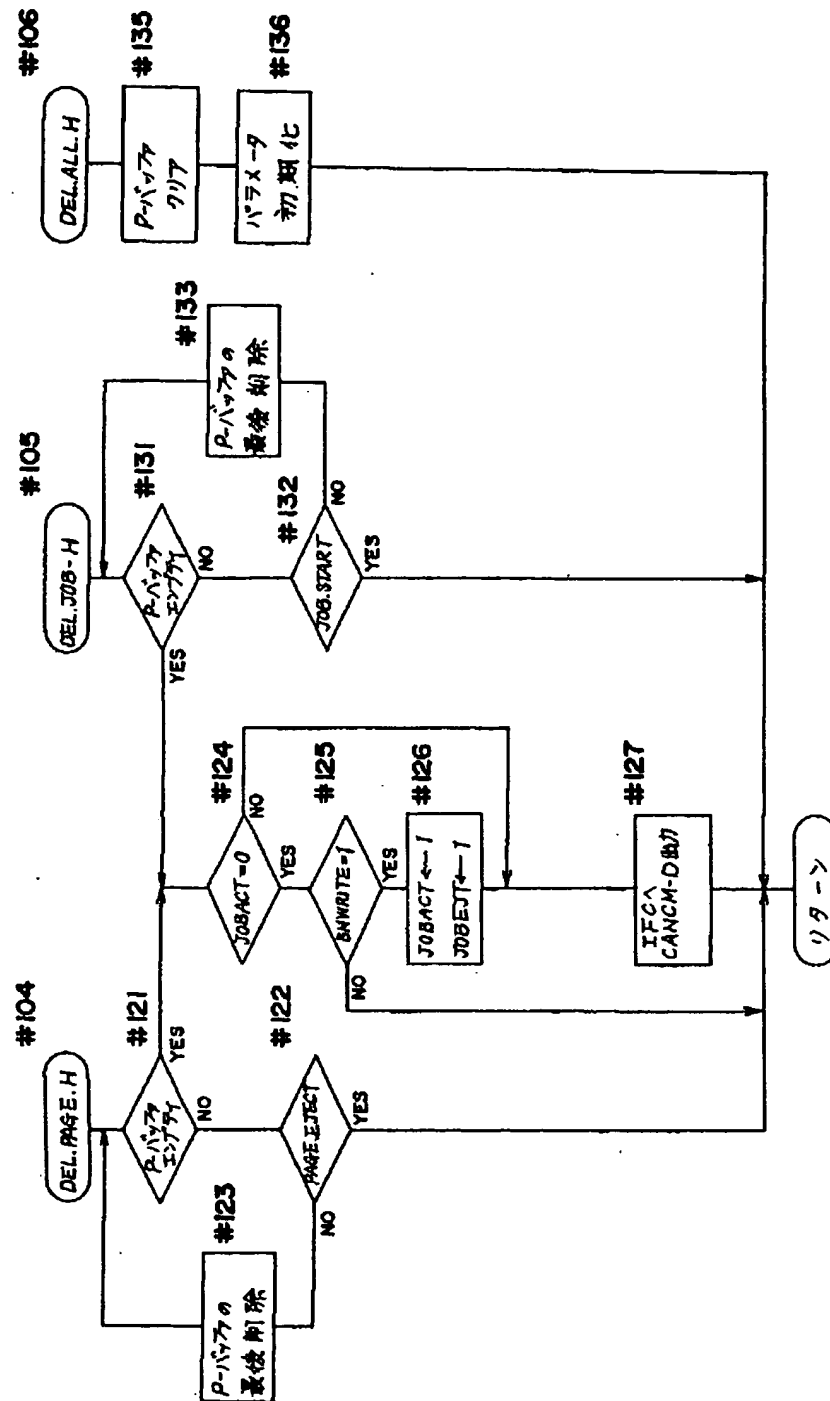 #104
DEL.PAGE.H
#121
P-バッファ
エンプティ
YES
NO
#122
PAGE.EJECT
YES
NO
#123
P-バッファの
最後削除
#124
JOBACT=0
NO
YES
#125
BNWRITE=1
YES
NO
#126
JOBACT←1
JOBEJT←1
#127
IFCへ
CANCM-D出力
リターン
#105
DEL.JOB-H
#131
P-バッファ
エンプティ
YES
NO
#132
JOB.START
NO
YES
#133
P-バッファの
最後削除
#106
DEL.ALL.H
#135
P-バッファ
クリア
#136
パラメータ
初期化